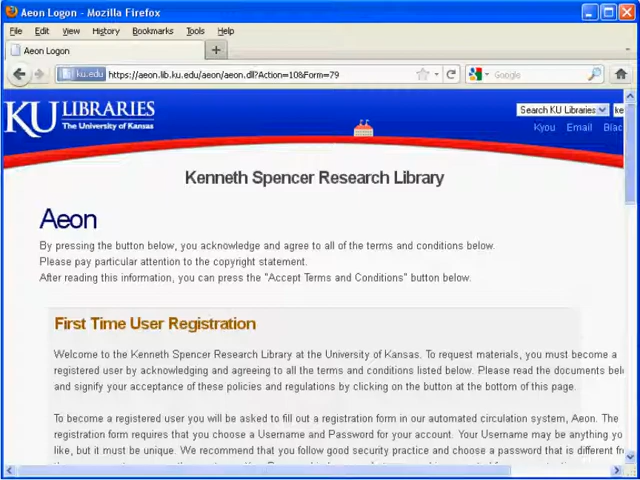 Aeon Logon - Mozilla Firefox
File Edit View History Bookmarks Tools Help
Aeon Logon
ku.edu https://aeon.lib.ku.edu/aeon/aeon.dll?Action=10&Form=79
Google
KU LIBRARIES
The University of Kansas
Search KU Libraries
ke
Kyou Email Blac
Kenneth Spencer Research Library
Aeon
By pressing the button below, you acknowledge and agree to all of the terms and conditions below.
Please pay particular attention to the copyright statement.
After reading this information, you can press the "Accept Terms and Conditions" button below.
First Time User Registration
Welcome to the Kenneth Spencer Research Library at the University of Kansas. To request materials, you must become a
registered user by acknowledging and agreeing to all the terms and conditions listed below. Please read the documents bel
and signify your acceptance of these policies and regulations by clicking on the button at the bottom of this page.
To become a registered user you will be asked to fill out a registration form in our automated circulation system, Aeon. The
registration form requires that you choose a Username and Password for your account. Your Username may be anything yo
like, but it must be unique. We recommend that you follow good security practice and choose a password that is different fr